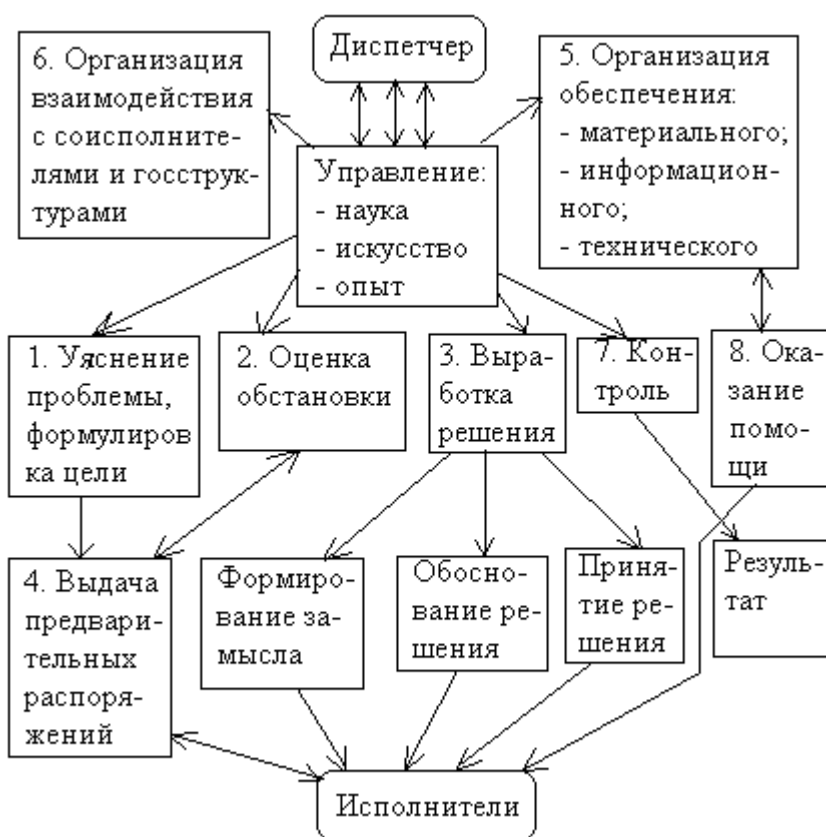 Диспетчер
6. Организация
взаимодействия
с соисполните-
лями и госструк-
турами
5. Организация
обеспечения:
- материального;
- информацион-
ного;
- технического
Управление:
- наука
- искусство
- опыт
1. Уяснение
проблемы,
формулиров
ка цели
2. Оценка
обстановки
3. Выра-
ботка
решения
7. Кон-
троль
8. Ока-
зание
помо-
щи
4. Выдача
предвари-
тельных
распоря-
жений
Формиро-
вание за-
мысла
Обосно-
вание ре-
шения
Приня-
тие ре-
шения
Резуль-
тат
Исполнители